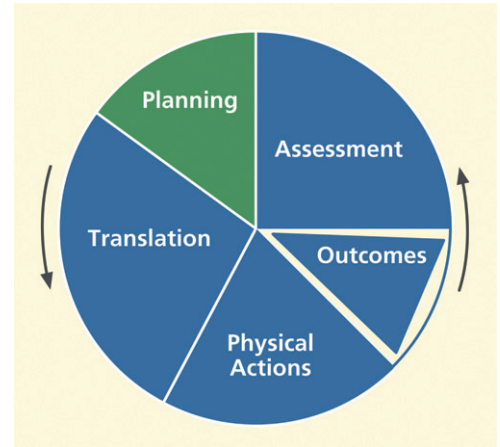 Planning
Assessment
Translation
Outcomes
Physical
Actions